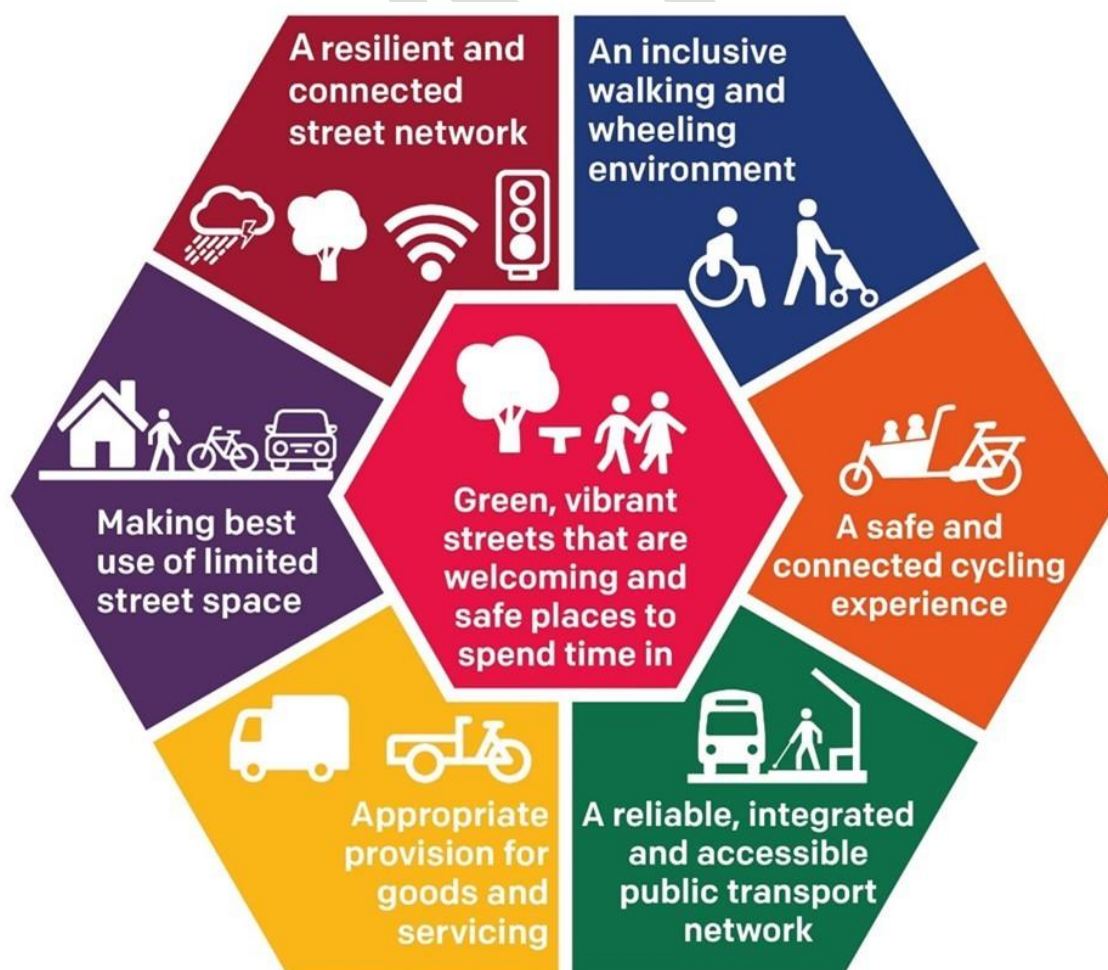 A resilient and
connected
street network
An inclusive
walking and
wheeling
environment
Making best
use of limited
street space
Green, vibrant
streets that are
welcoming and
safe places to
spend time in
A safe and
connected cycling
experience
Appropriate
provision for
goods and
servicing
A reliable, integrated
and accessible
public transport
network